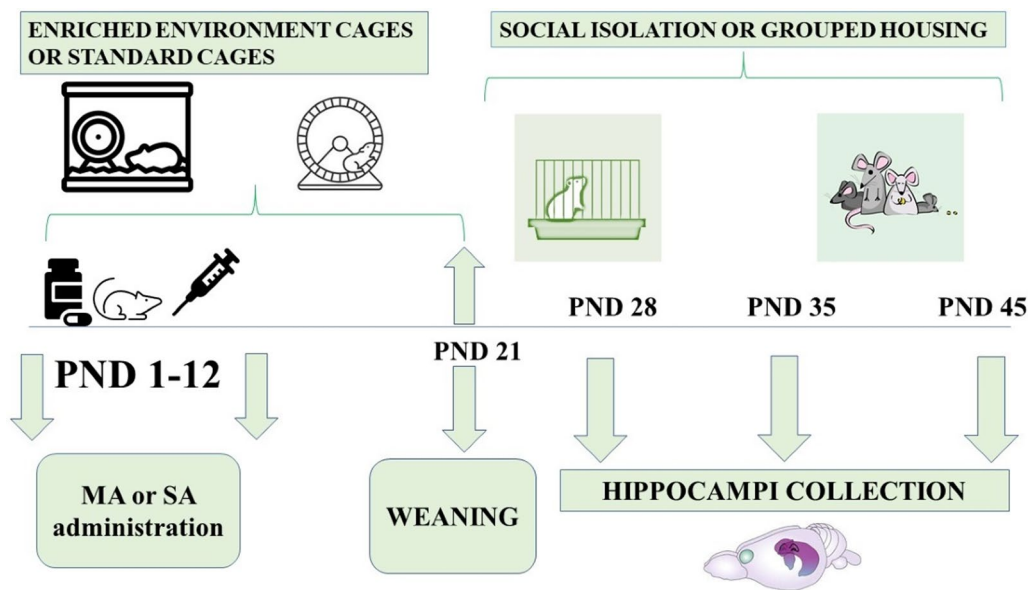 ENRICHED ENVIRONMENT CAGES
OR STANDARD CAGES
SOCIAL ISOLATION OR GROUPED HOUSING
PND 28
PND 35
PND 45
PND 21
PND 1-12
MA or SA
administration
WEANING
HIPPOCAMPI COLLECTION